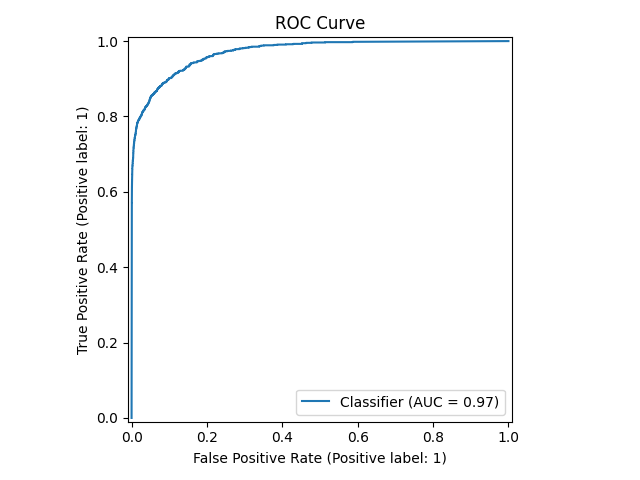 ROC Curve
True Positive Rate (Positive label: 1)
1.0
0.8
0.6
0.4
0.2
0.0
Classifier (AUC = 0.97)
0.0 0.2 0.4 0.6 0.8 1.0
False Positive Rate (Positive label: 1)